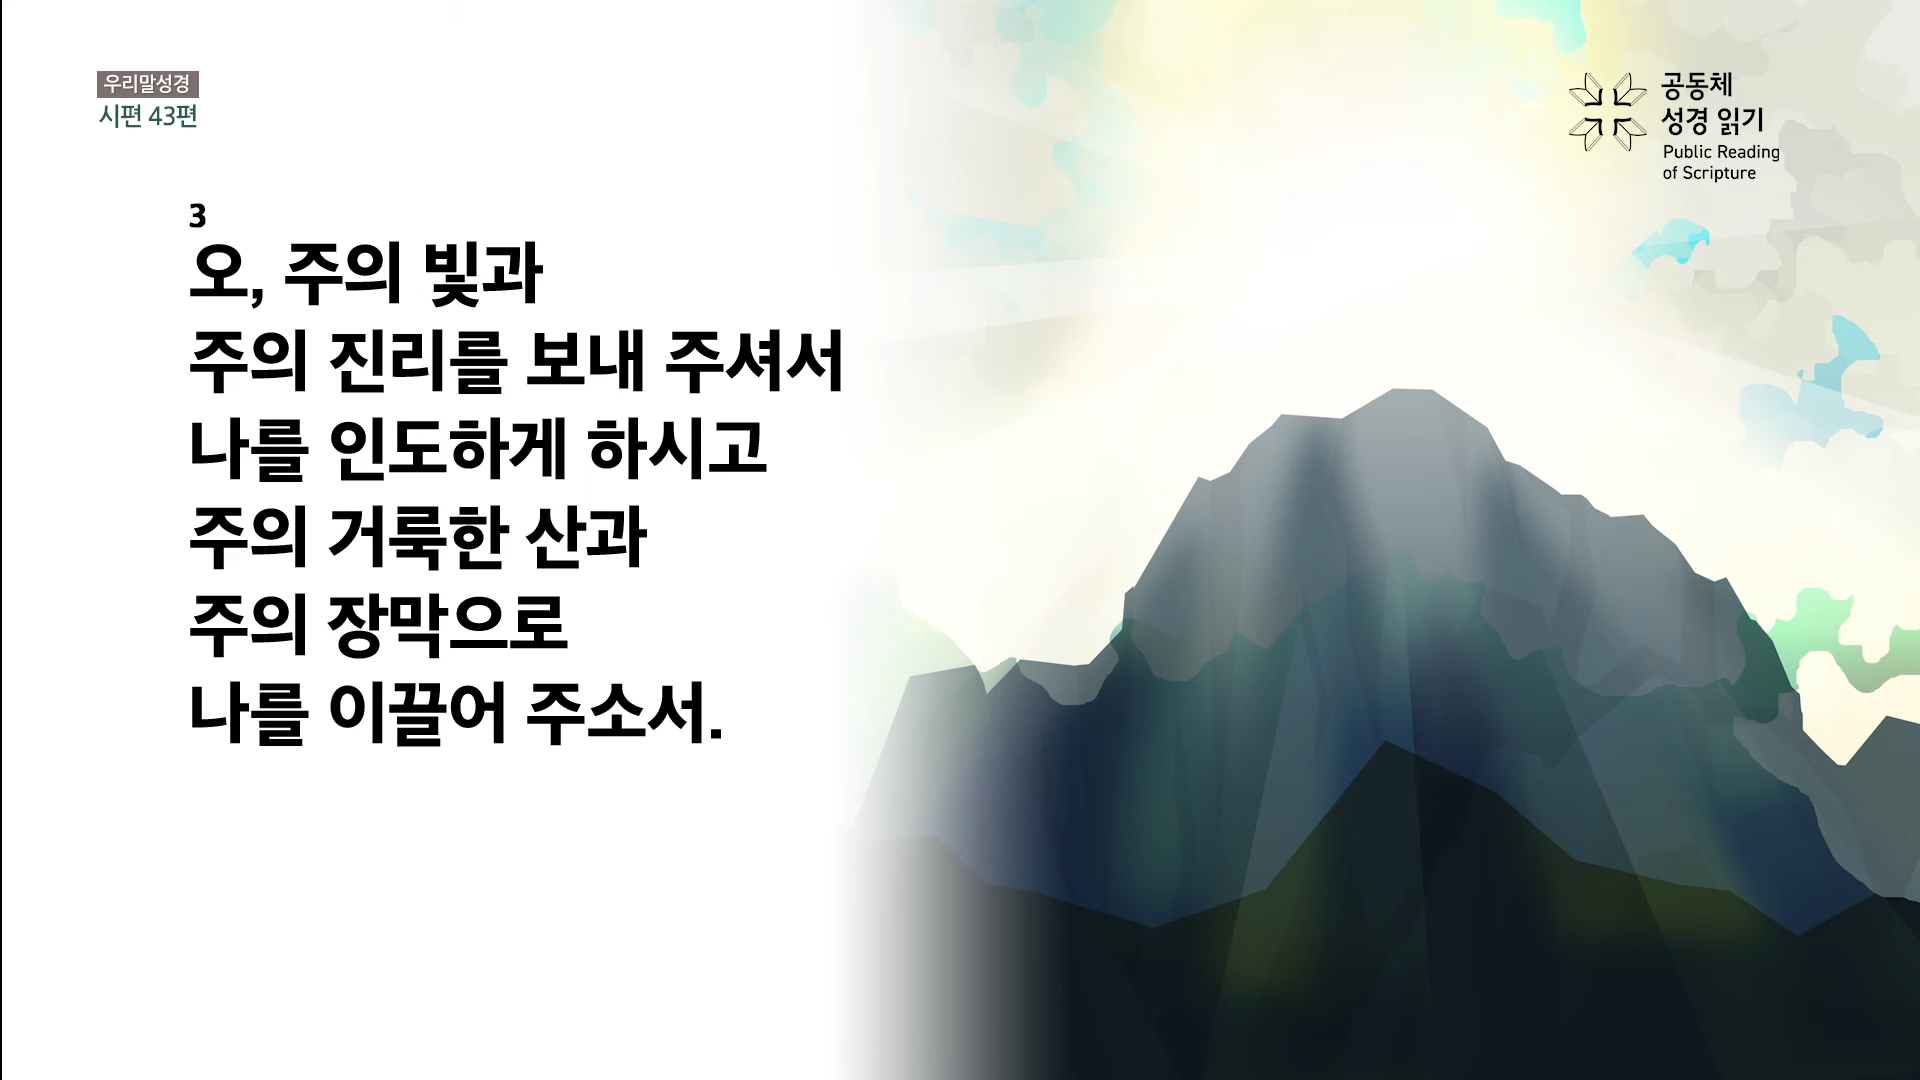 우리말성경
시편 43편
공동체
성경 읽기
Public Reading
of Scripture
3
오, 주의 빛과
주의 진리를 보내 주셔서
나를 인도하게 하시고
주의 거룩한 산과
주의 장막으로
나를 이끌어 주소서.